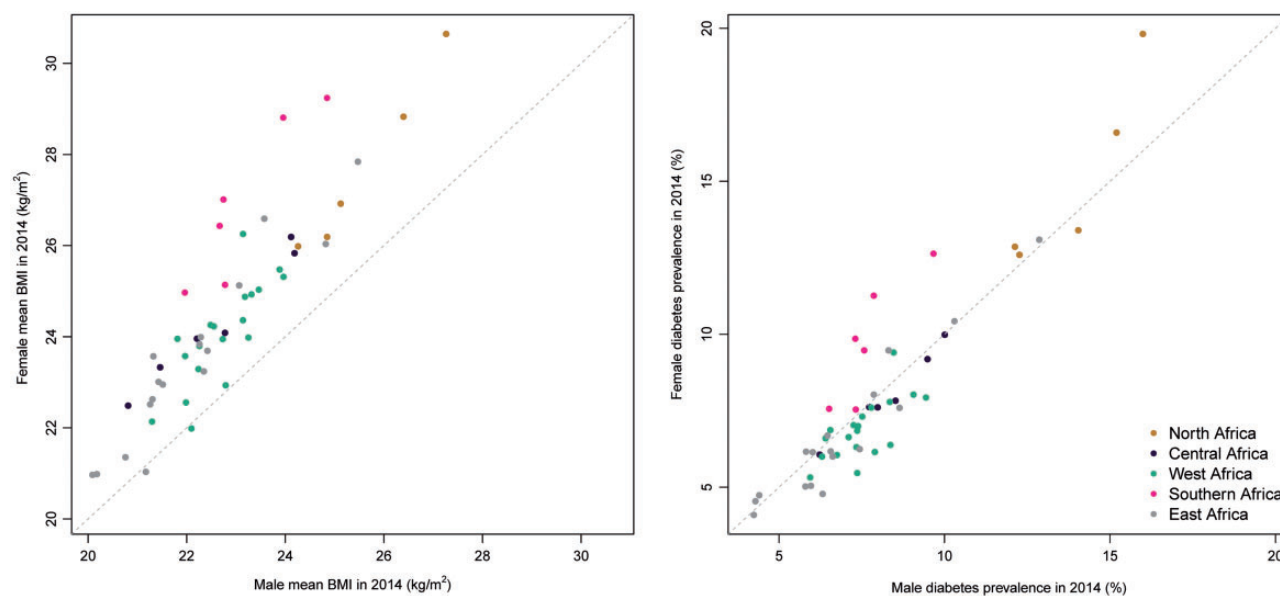 30
28
26
24
22
20
Female mean BMI in 2014 (kg/m²)
20 22 24 26 28 30
Male mean BMI in 2014 (kg/m²)
20
15
10
5
Female diabetes prevalence in 2014 (%)
5 10 15 20
Male diabetes prevalence in 2014 (%)
North Africa
Central Africa
West Africa
Southern Africa
East Africa